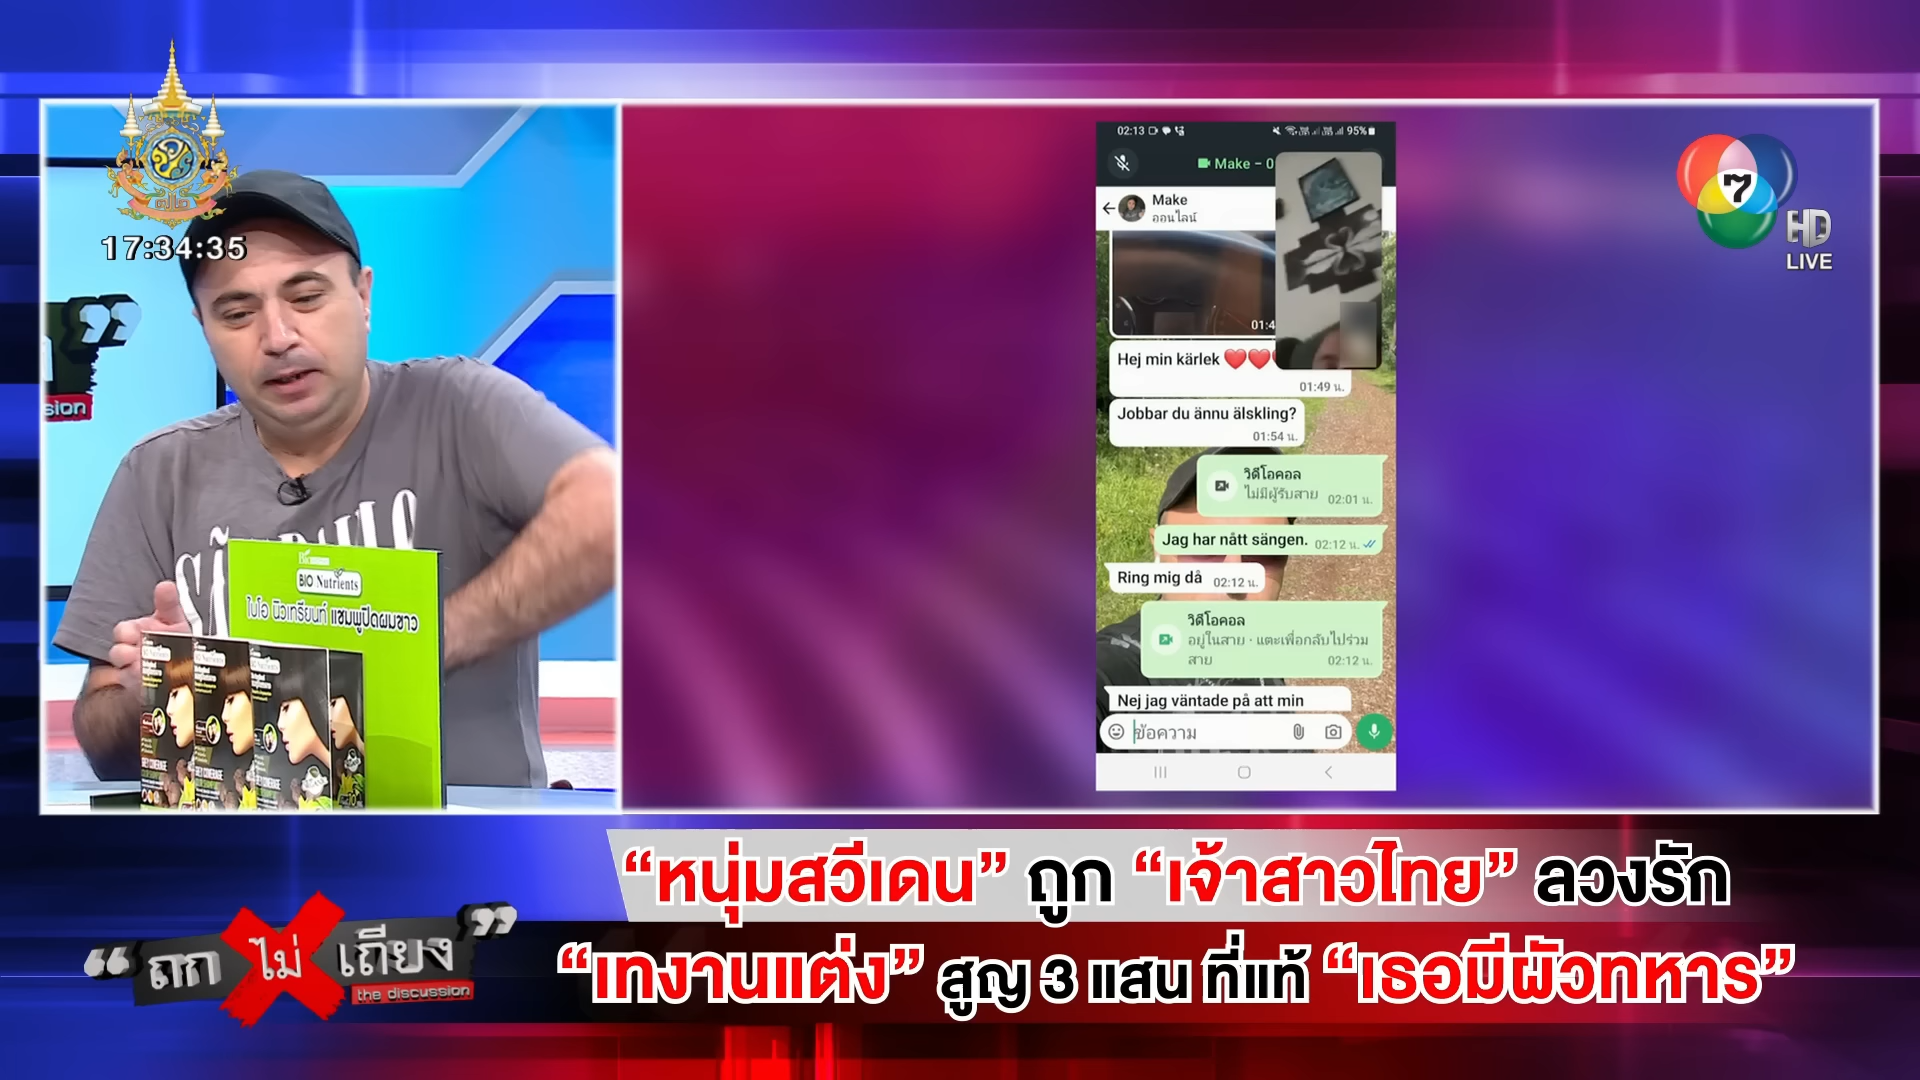 17:34:35
7
HD
LIVE
sion
BIO Nutrients
ไบโอ นิวเทรียนท์ แชมพูปิดผมขาว
02:13
95%
Make – 0
Make
ออนไลน์
01:4
Hej min kärlek ❤️❤️
01:49 น.
Jobbar du ännu älskling?
01:54 น.
วิดีโอคอล
ไม่มีผู้รับสาย 02:01 น.
Jag har nått sängen. 02:12 น.
Ring mig då 02:12 น.
วิดีโอคอล
อยู่ในสาย · แตะเพื่อกลับไปร่วม
สาย 02:12 น.
Nej jag väntade på att min
ข้อความ
“หนุ่มสวีเดน” ถูก “เจ้าสาวไทย” ลวงรัก
“เทงานแต่ง” สูญ 3 แสน ที่แท้ “เธอมีผัวทหาร”
“ถกไม่เถียง”
the discussion